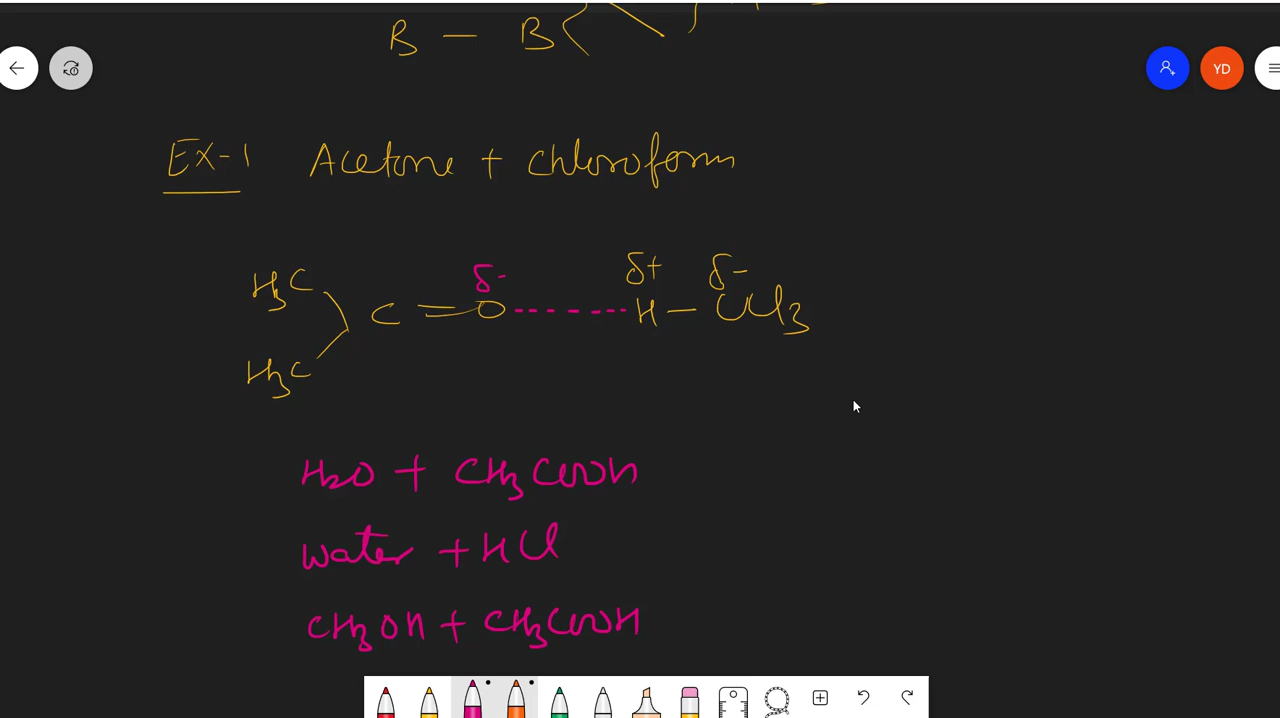 B — B
YD
EX-1 Acetone + chloroform
δ- δ+ δ-
H3C
C = O ------ H — CCl3
H3C
H2O + CH3COOH
water + HCl
CH3OH + CH3COOH